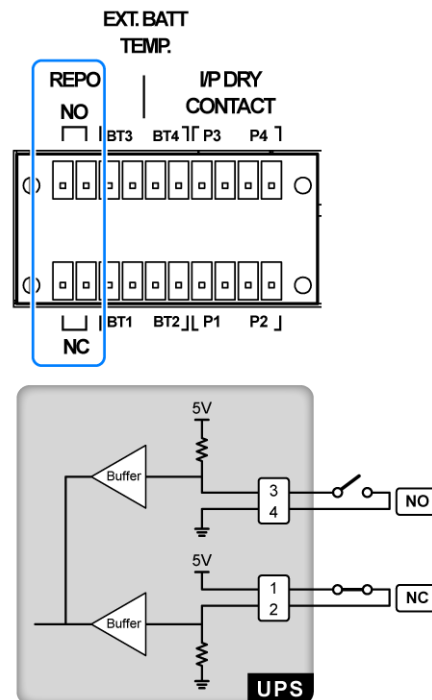 EXT. BATT
TEMP.
REPO
I/P DRY
NO
CONTACT
BT3 BT4 P3 P4
BT1 BT2 P1 P2
NC
5V
Buffer
3
4
NO
5V
1
2
NC
Buffer
UPS